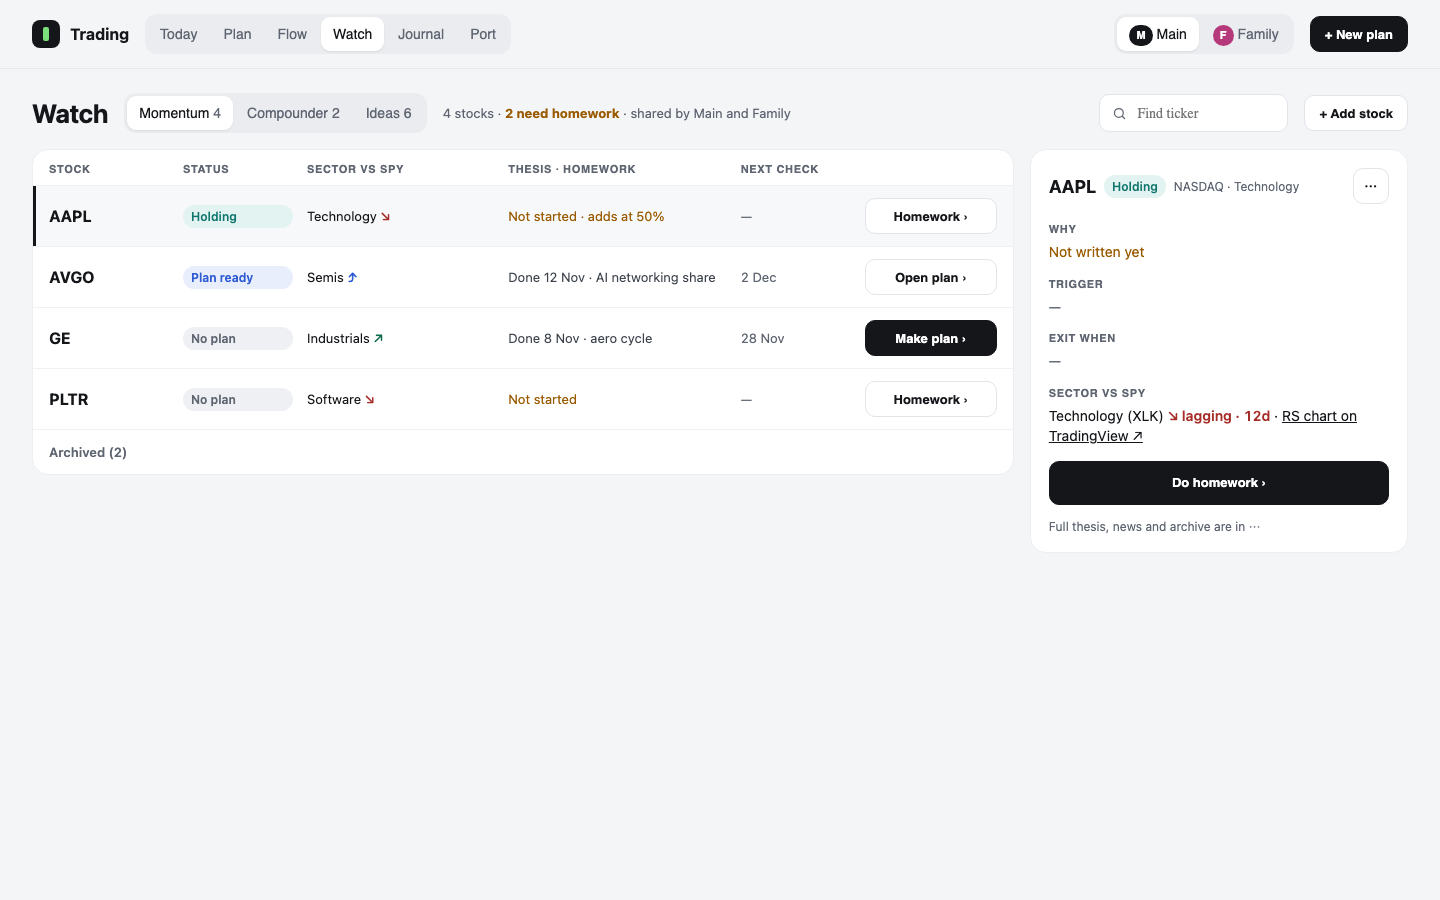 Trading Today Plan Flow Watch Journal Port M Main F Family + New plan
Watch Momentum 4 Compounder 2 Ideas 6 4 stocks · 2 need homework · shared by Main and Family Find ticker + Add stock
STOCK STATUS SECTOR VS SPY THESIS · HOMEWORK NEXT CHECK
AAPL Holding Technology ↘ Not started · adds at 50% — Homework ›
AVGO Plan ready Semis ⤴ Done 12 Nov · AI networking share 2 Dec Open plan ›
GE No plan Industrials ↗ Done 8 Nov · aero cycle 28 Nov Make plan ›
PLTR No plan Software ↘ Not started — Homework ›
Archived (2)
AAPL Holding NASDAQ · Technology ···
WHY
Not written yet
TRIGGER
—
EXIT WHEN
—
SECTOR VS SPY
Technology (XLK) ↘ lagging · 12d · RS chart on
TradingView ↗
Do homework ›
Full thesis, news and archive are in ···